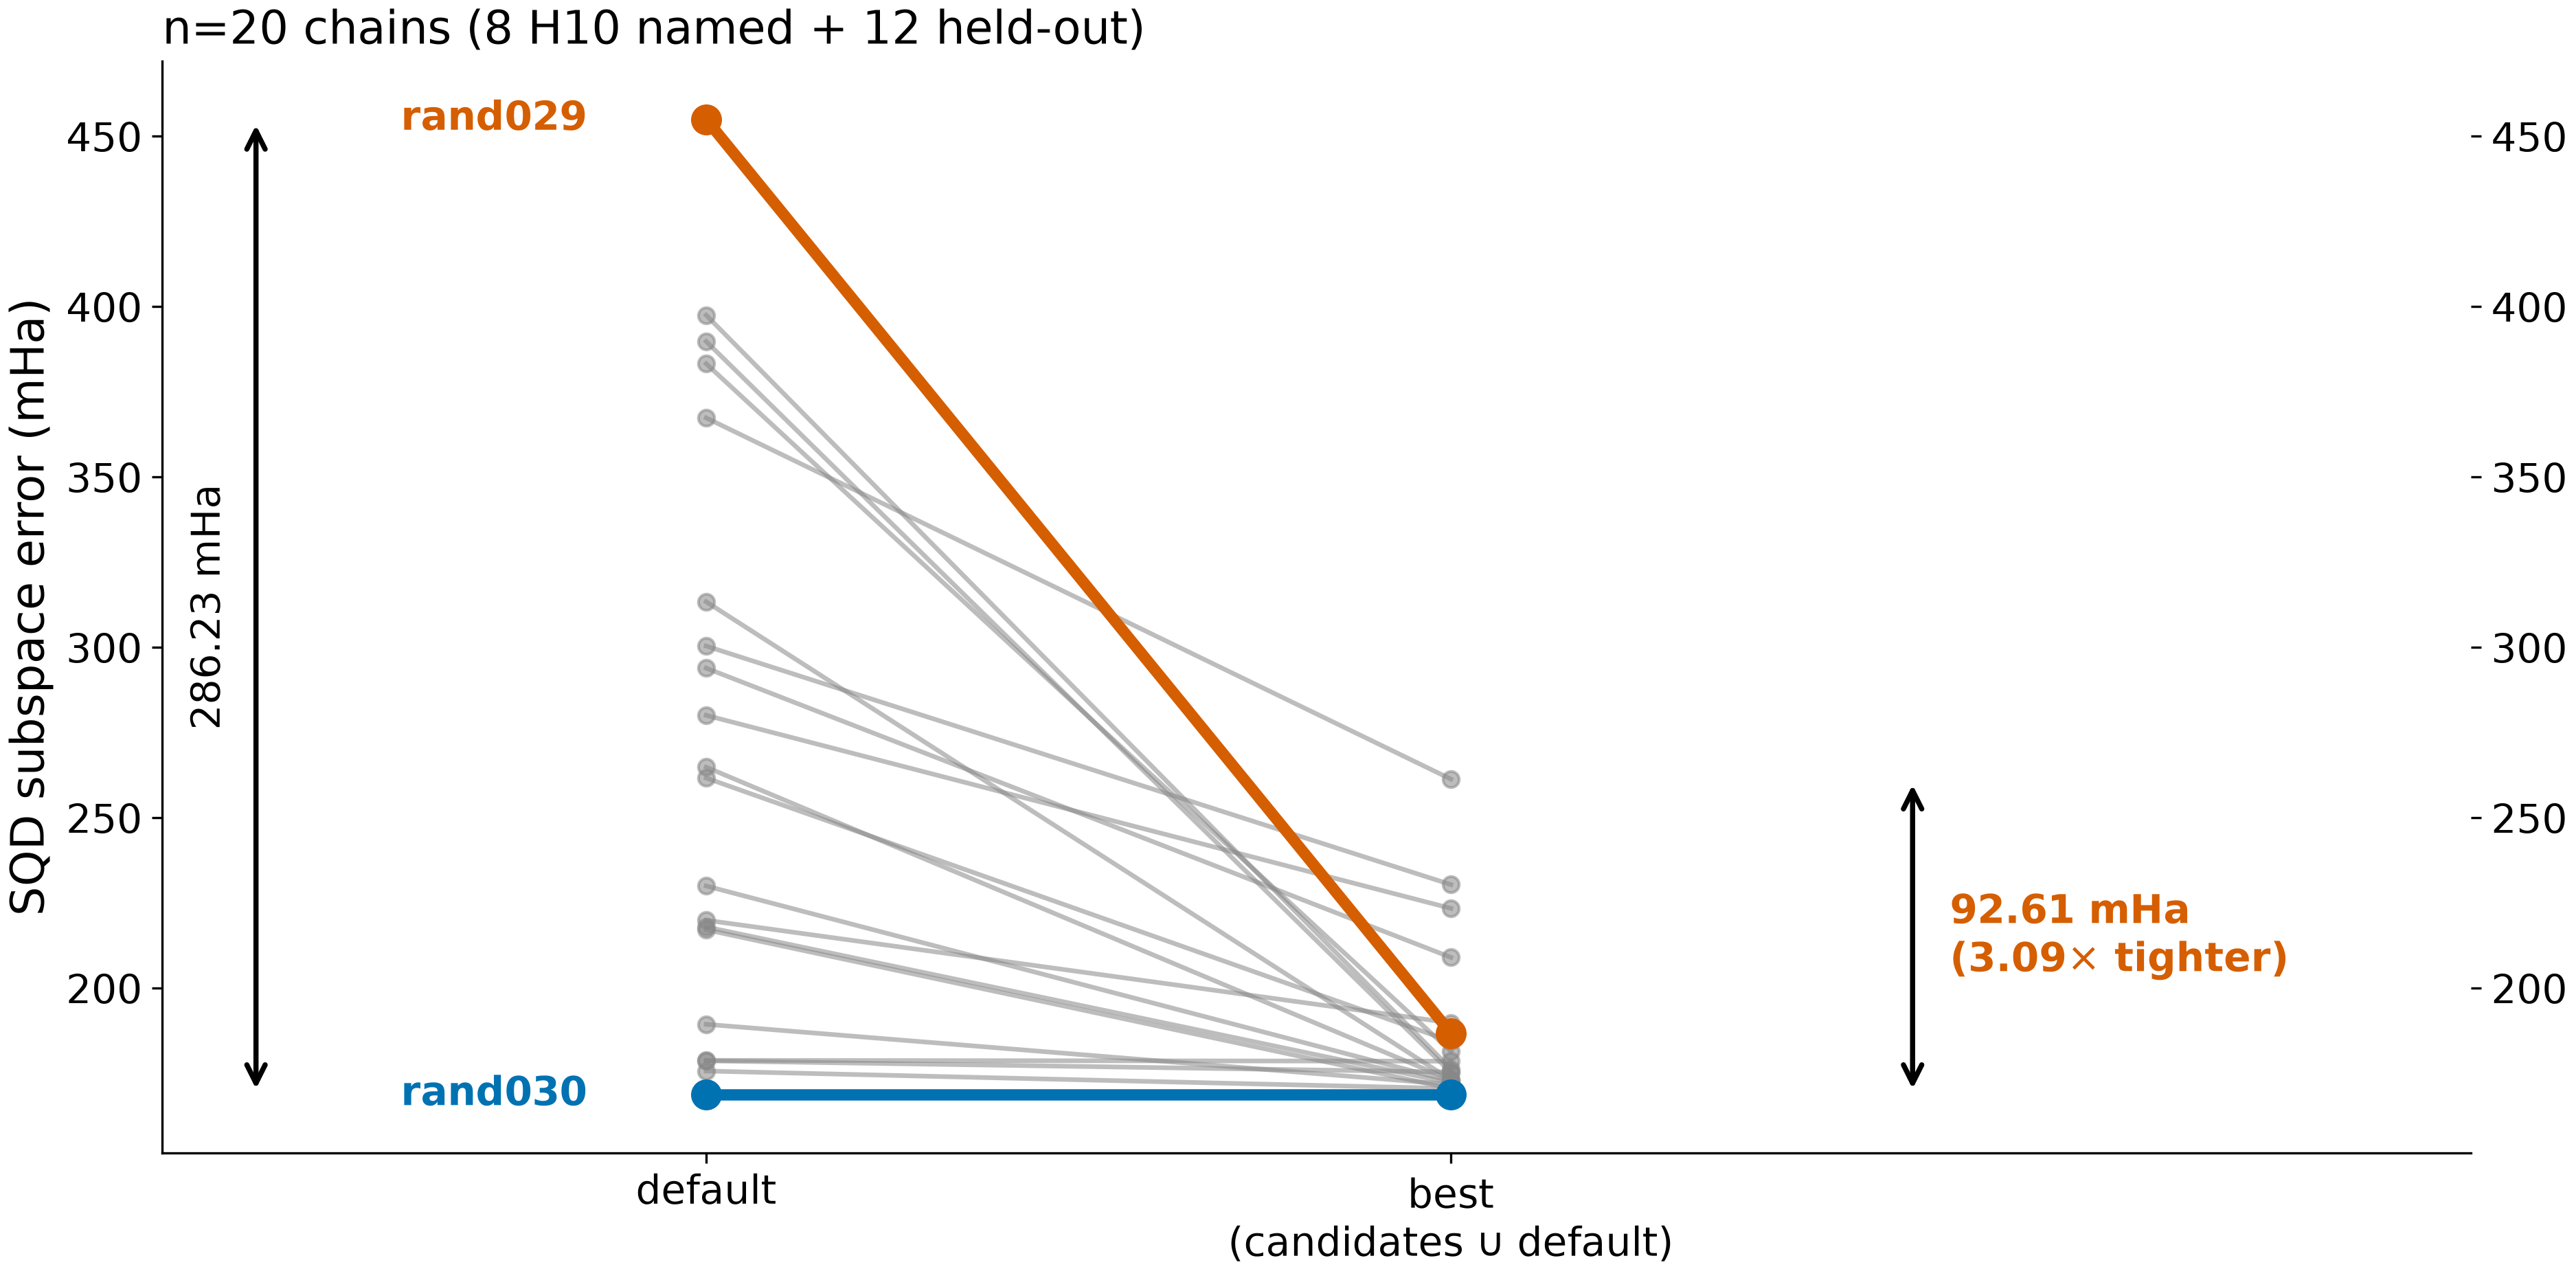 n=20 chains (8 H10 named + 12 held-out)
SQD subspace error (mHa)
450
400
350
300
250
200
286.23 mHa
rand029
rand030
92.61 mHa
(3.09× tighter)
450
400
350
300
250
200
default
best
(candidates ∪ default)